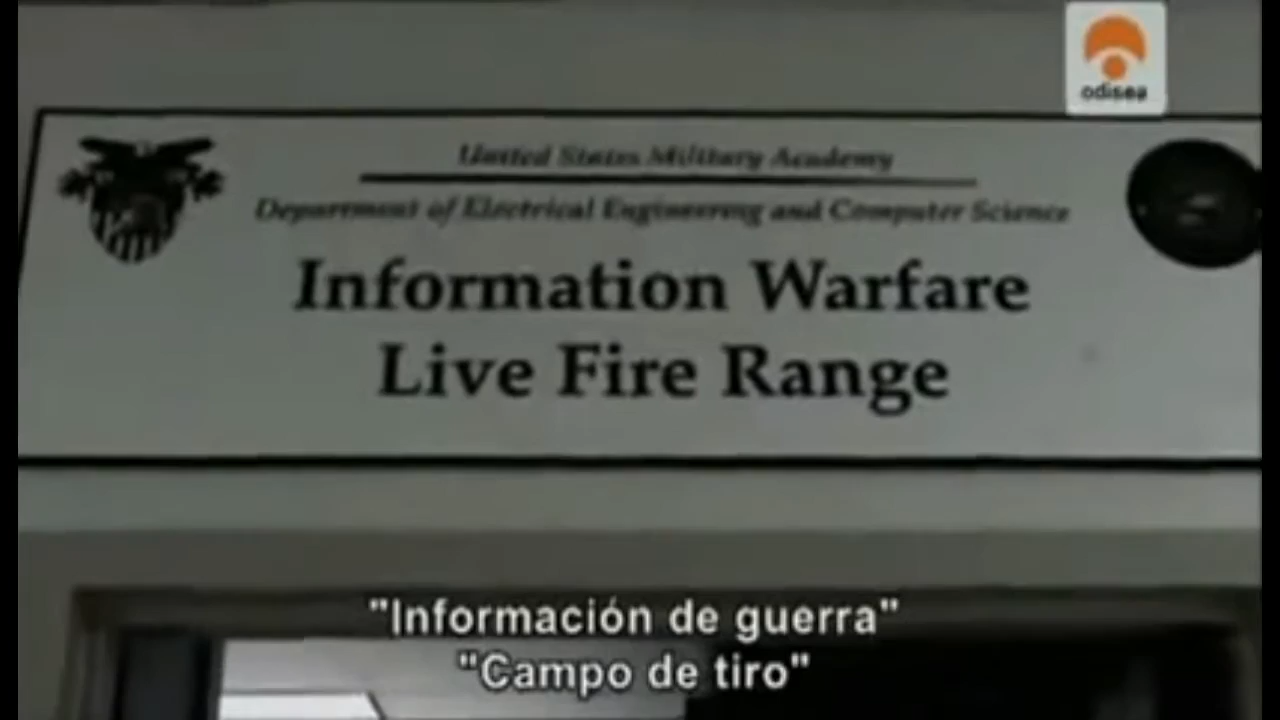 odisea
United States Military Academy
Department of Electrical Engineering and Computer Science
Information Warfare
Live Fire Range
"Información de guerra"
"Campo de tiro"